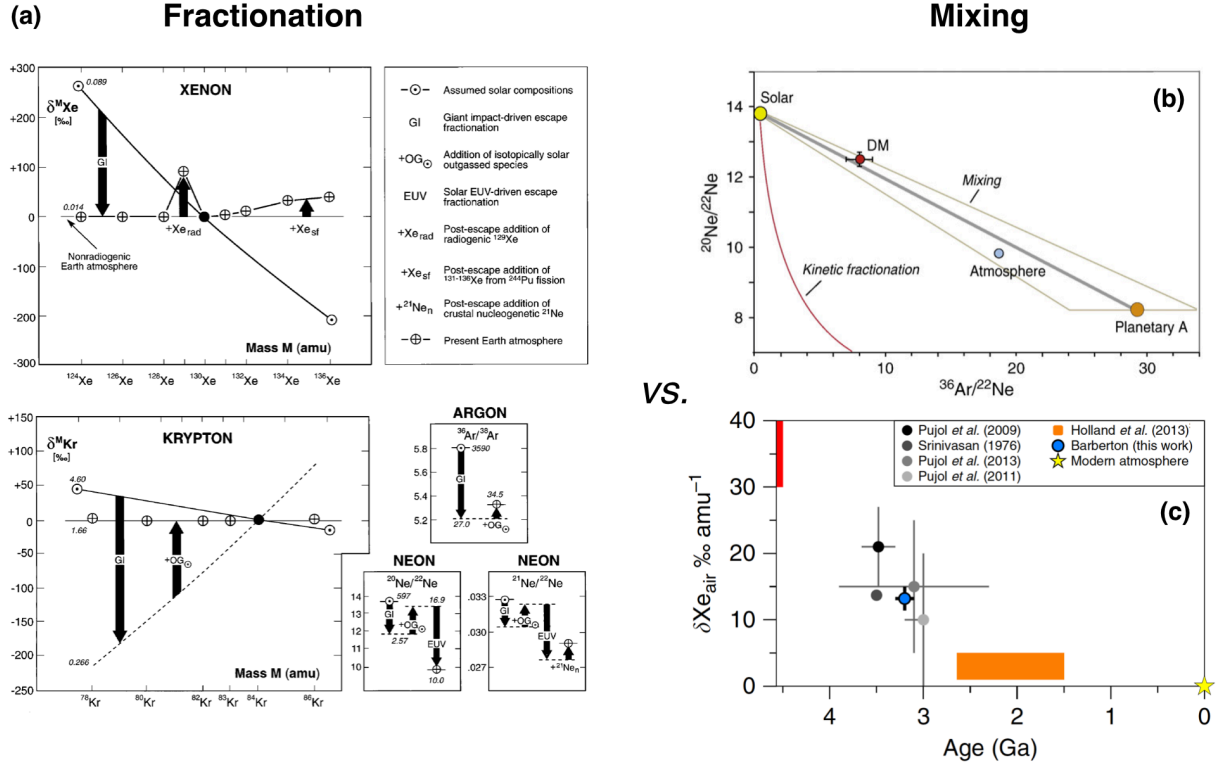 (a)
Fractionation
Mixing
+300
+200
+100
0
-100
-200
-300
δᴹXe
[‰]
0.089
XENON
GI
0.014
Nonradiogenic
Earth atmosphere
+Xe rad
+Xe sf
Mass M (amu)
¹²⁴Xe ¹²⁶Xe ¹²⁸Xe ¹³⁰Xe ¹³²Xe ¹³⁴Xe ¹³⁶Xe
Assumed solar compositions
GI Giant impact-driven escape
fractionation
+OG☉ Addition of isotopically solar
outgassed species
EUV Solar EUV-driven escape
fractionation
+Xe rad Post-escape addition of
radiogenic ¹²⁹Xe
+Xe sf Post-escape addition of
¹³¹⁻¹³⁶Xe from ²⁴⁴Pu fission
+²¹Neₙ Post-escape addition of
crustal nucleogenetic ²¹Ne
Present Earth atmosphere
+150
+100
+50
0
-50
-100
-150
-200
-250
δᴹKr
[‰]
KRYPTON
4.60
1.66
GI
+OG☉
0.266
Mass M (amu)
⁷⁸Kr ⁸⁰Kr ⁸²Kr ⁸³Kr ⁸⁴Kr ⁸⁶Kr
ARGON
³⁶Ar/³⁸Ar
5.8
5.6
5.4
5.2
3590
GI
34.5
27.0
+OG☉
NEON
²⁰Ne/²²Ne
14
13
12
11
10
597
16.9
GI
+OG☉
2.57
EUV
10.0
NEON
²¹Ne/²²Ne
.033
.030
.027
GI
+OG☉
EUV
+²¹Neₙ
vs.
(b)
14
12
10
8
²⁰Ne/²²Ne
Solar
DM
Mixing
Kinetic fractionation
Atmosphere
Planetary A
0 10 20 30
³⁶Ar/²²Ne
(c)
40
30
20
10
0
δXe air ‰ amu⁻¹
Pujol et al. (2009)
Srinivasan (1976)
Pujol et al. (2013)
Pujol et al. (2011)
Holland et al. (2013)
Barberton (this work)
Modern atmosphere
4 3 2 1 0
Age (Ga)